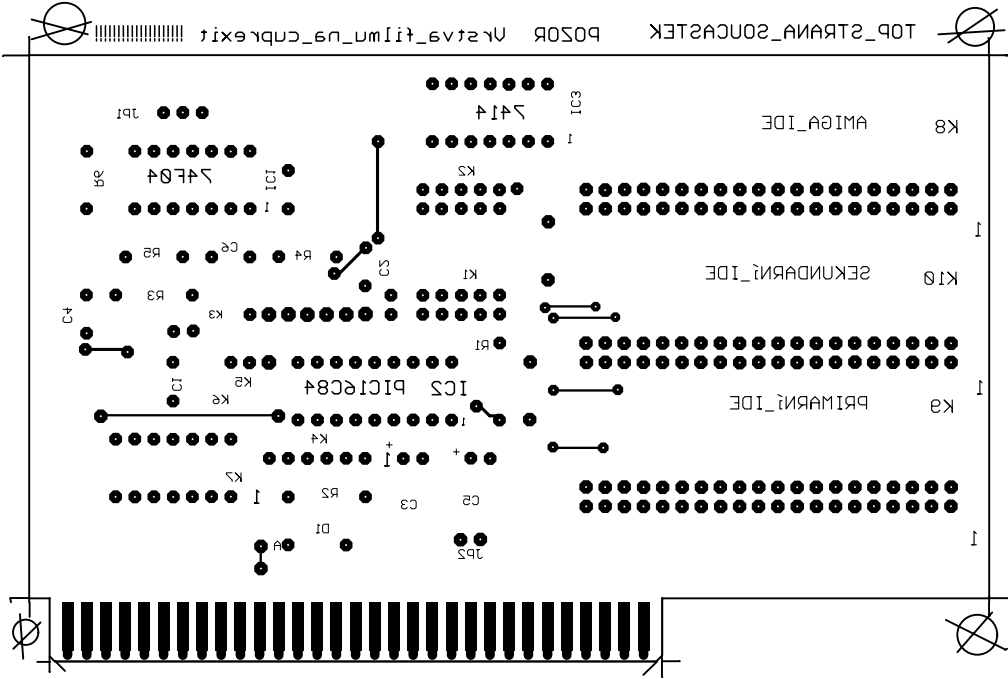 TOP_STRANA_SOUCASTEK
POZOR
Vrstva_filmu_na_cuprexit
IC3
7414
1
JP1
K8
AMIGA_IDE
K2
IC1
74F04
R6
1
1
K10
SEKUNDARNí_IDE
C2
R4
C6
R5
K1
R3
K3
C4
R1
1
K9
PRIMARNí_IDE
IC2
PIC16C84
K5
C1
K6
1
K4
+
+
1
K7
1
R2
C5
C3
D1
A
1
JP2